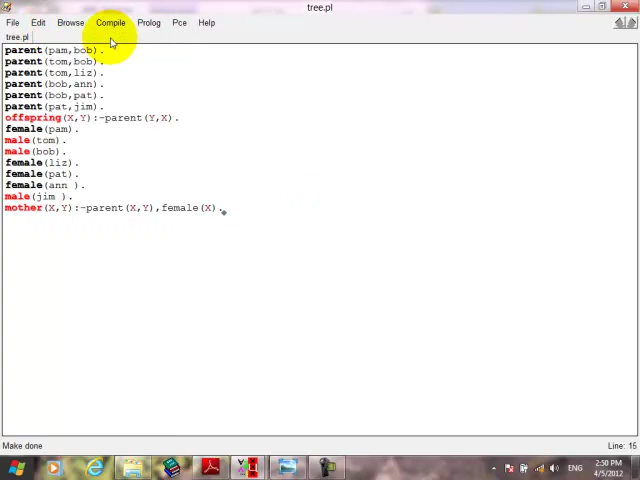 tree.pl
File Edit Browse Compile Prolog Pce Help
tree.pl
parent(pam,bob).
parent(tom,bob).
parent(tom,liz).
parent(bob,ann).
parent(bob,pat).
parent(pat,jim).
offspring(X,Y):-parent(Y,X).
female(pam).
male(tom).
male(bob).
female(liz).
female(pat).
female(ann ).
male(jim ).
mother(X,Y):-parent(X,Y),female(X).
Make done Line: 15
ENG 2:50 PM
4/5/2012